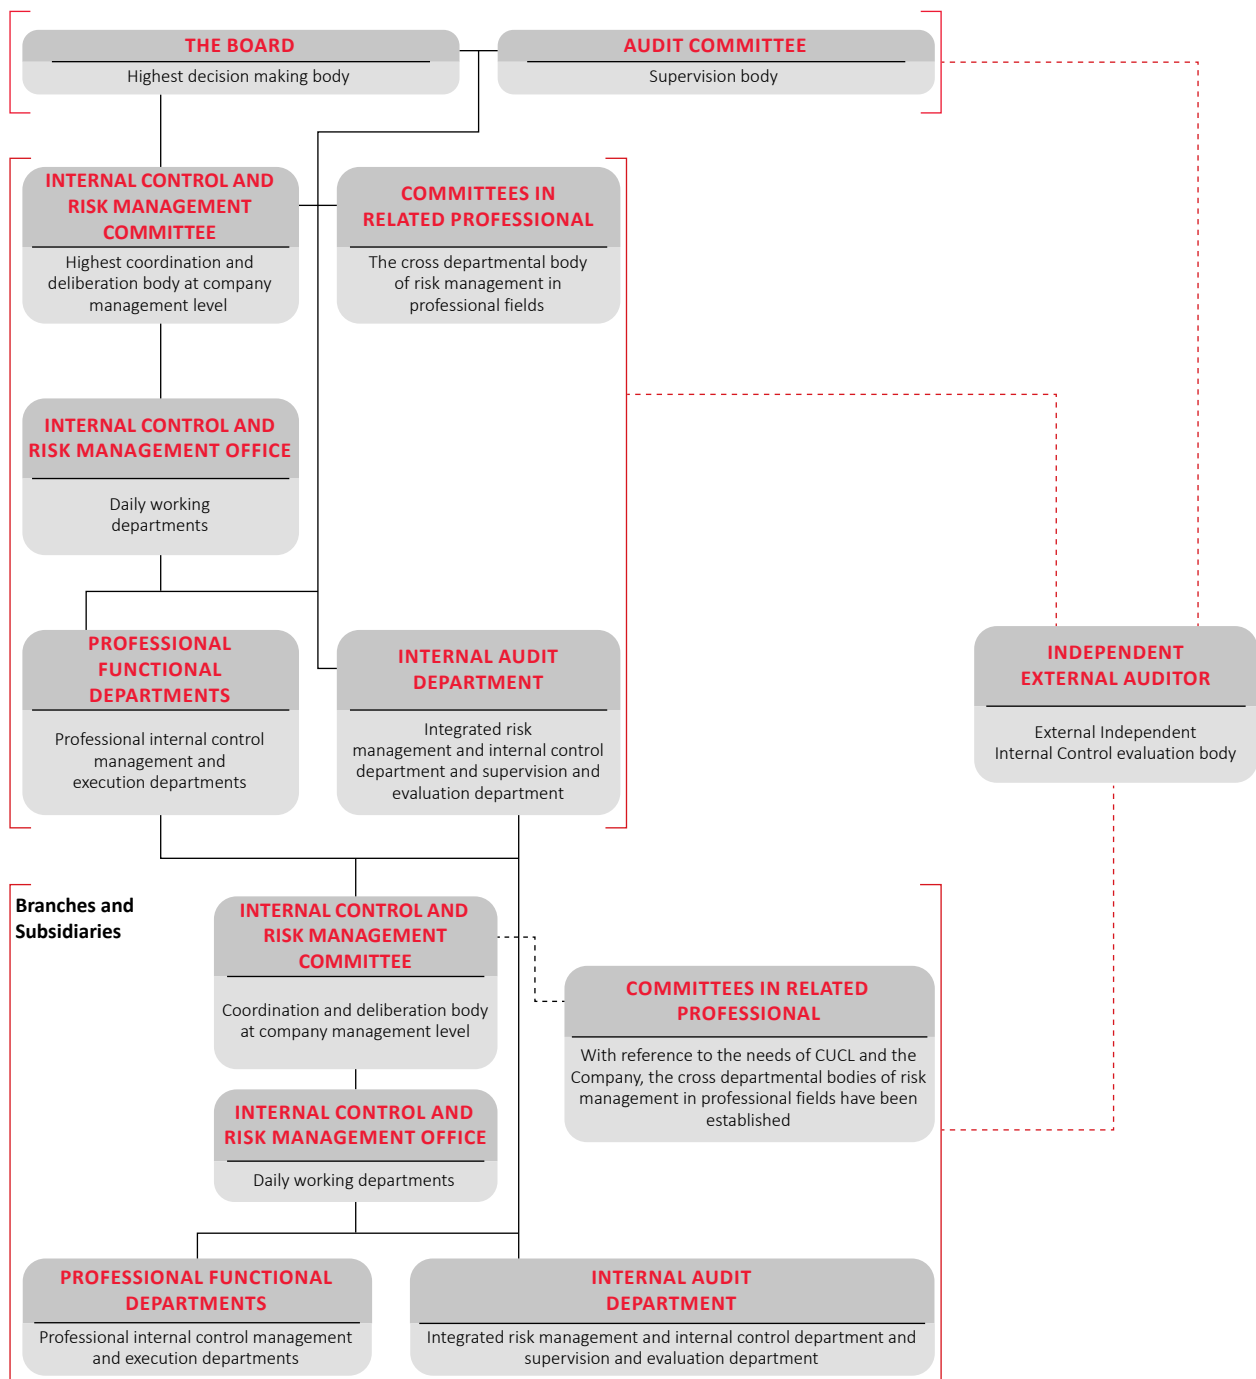 THE BOARD
Highest decision making body
AUDIT COMMITTEE
Supervision body
INTERNAL CONTROL AND
RISK MANAGEMENT
COMMITTEE
Highest coordination and
deliberation body at company
management level
COMMITTEES IN
RELATED PROFESSIONAL
The cross departmental body
of risk management in
professional fields
INTERNAL CONTROL AND
RISK MANAGEMENT OFFICE
Daily working
departments
PROFESSIONAL
FUNCTIONAL
DEPARTMENTS
Professional internal control
management and
execution departments
INTERNAL AUDIT
DEPARTMENT
Integrated risk
management and internal control
department and supervision and
evaluation department
INDEPENDENT
EXTERNAL AUDITOR
External Independent
Internal Control evaluation body
Branches and
Subsidiaries
INTERNAL CONTROL AND
RISK MANAGEMENT
COMMITTEE
Coordination and deliberation body
at company management level
COMMITTEES IN RELATED
PROFESSIONAL
With reference to the needs of CUCL and the
Company, the cross departmental bodies of risk
management in professional fields have been
established
INTERNAL CONTROL AND
RISK MANAGEMENT OFFICE
Daily working departments
PROFESSIONAL FUNCTIONAL
DEPARTMENTS
Professional internal control management
and execution departments
INTERNAL AUDIT
DEPARTMENT
Integrated risk management and internal control department and
supervision and evaluation department